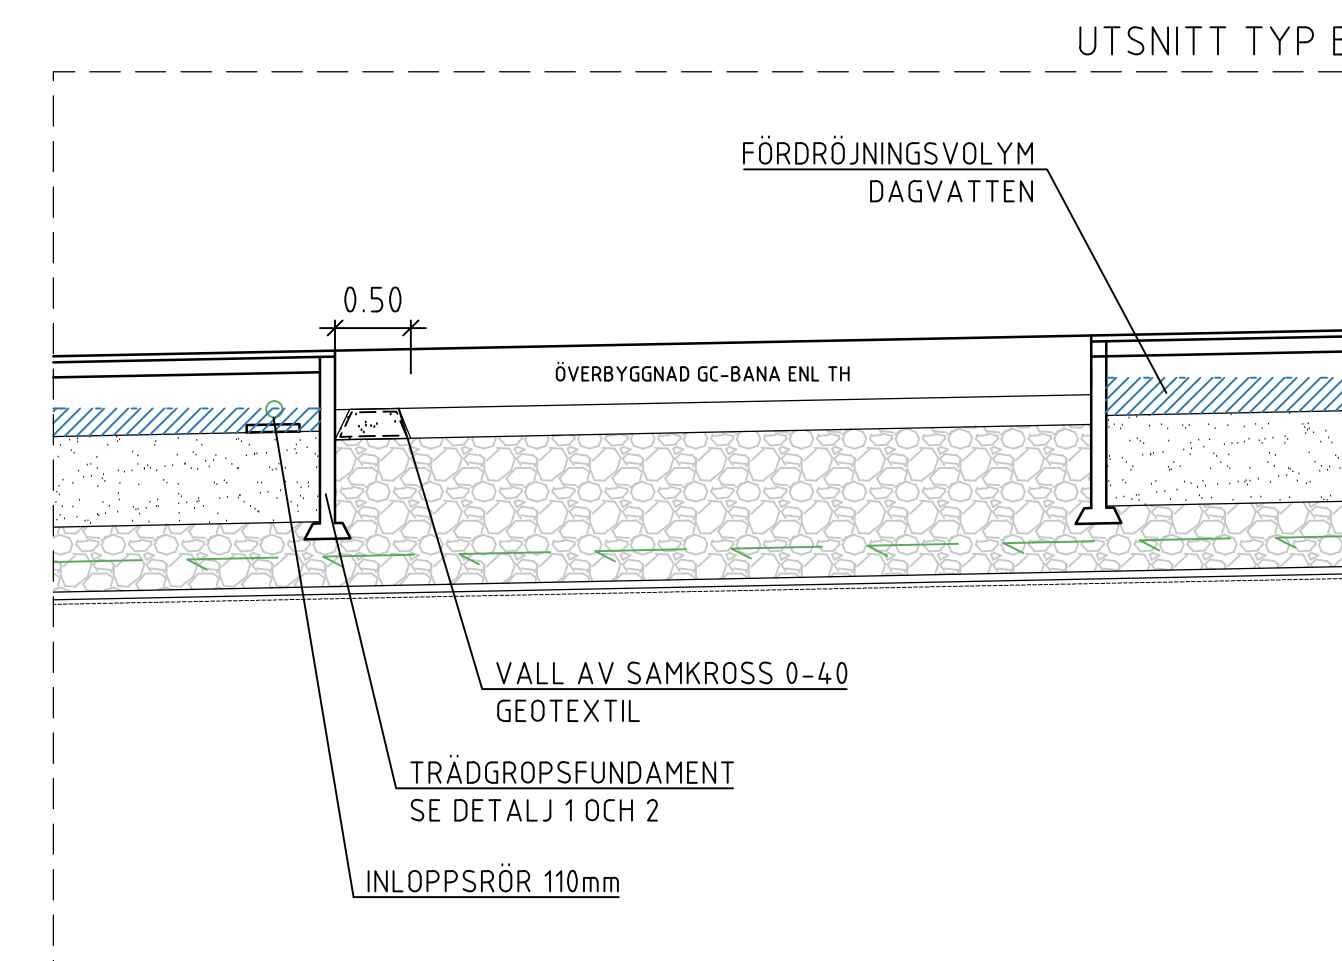 UTSNITT TYP
FÖRDRÖJNINGSVOLYM
DAGVATTEN
0.50
ÖVERBYGGNAD GC-BANA ENL TH
VALL AV SAMKROSS 0-40
GEOTEXTIL
TRÄDGROPSFUNDAMENT
SE DETALJ 1 OCH 2
INLOPPSRÖR 110mm